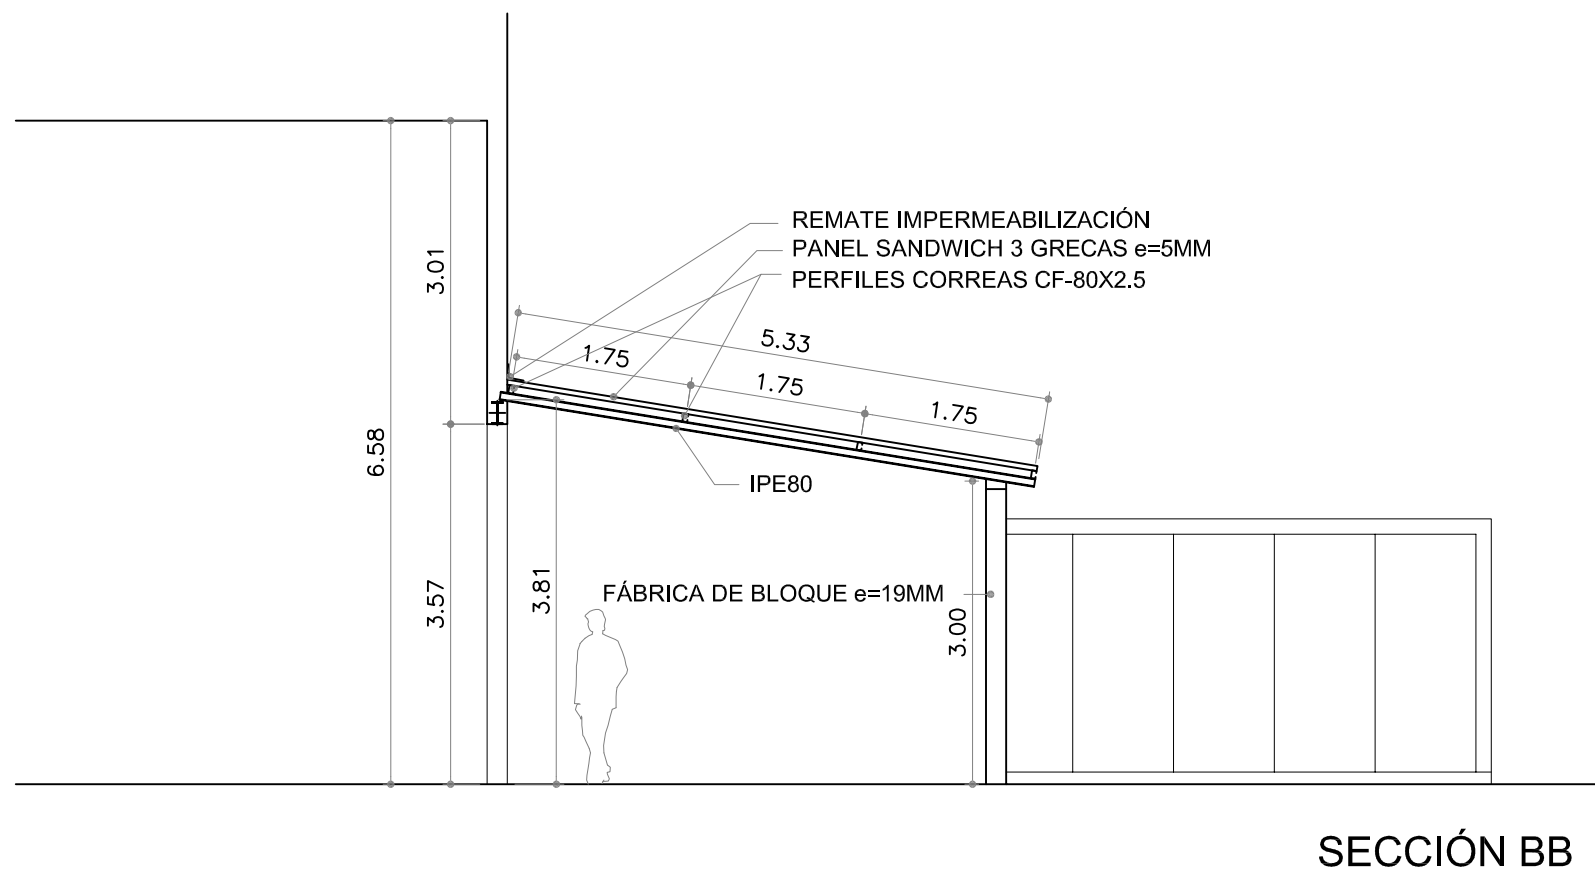 REMATE IMPERMEABILIZACIÓN
PANEL SANDWICH 3 GRECAS e=5MM
PERFILES CORREAS CF-80X2.5
3.01
5.33
1.75
1.75
1.75
6.58
IPE80
3.57
3.81
FÁBRICA DE BLOQUE e=19MM
3.00
SECCIÓN BB